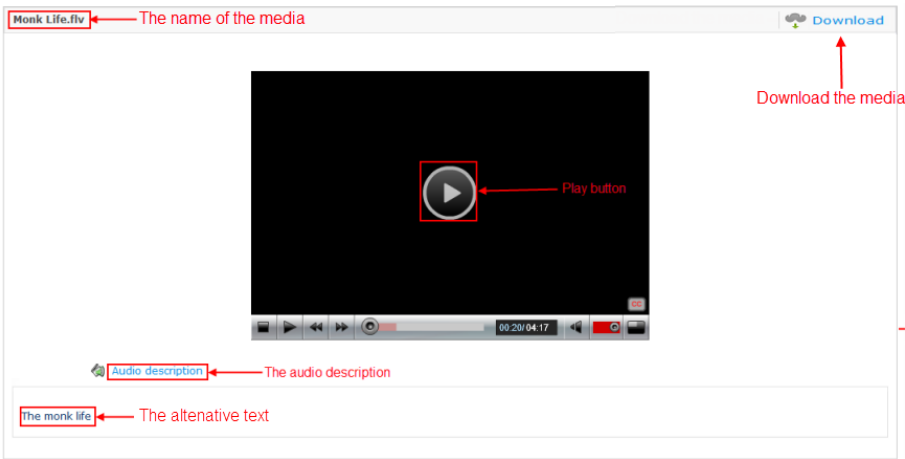 Monk Life.flv The name of the media Download
Download the media
Play button
CC
00:20/04:17
Audio description The audio description
The monk life The altenative text